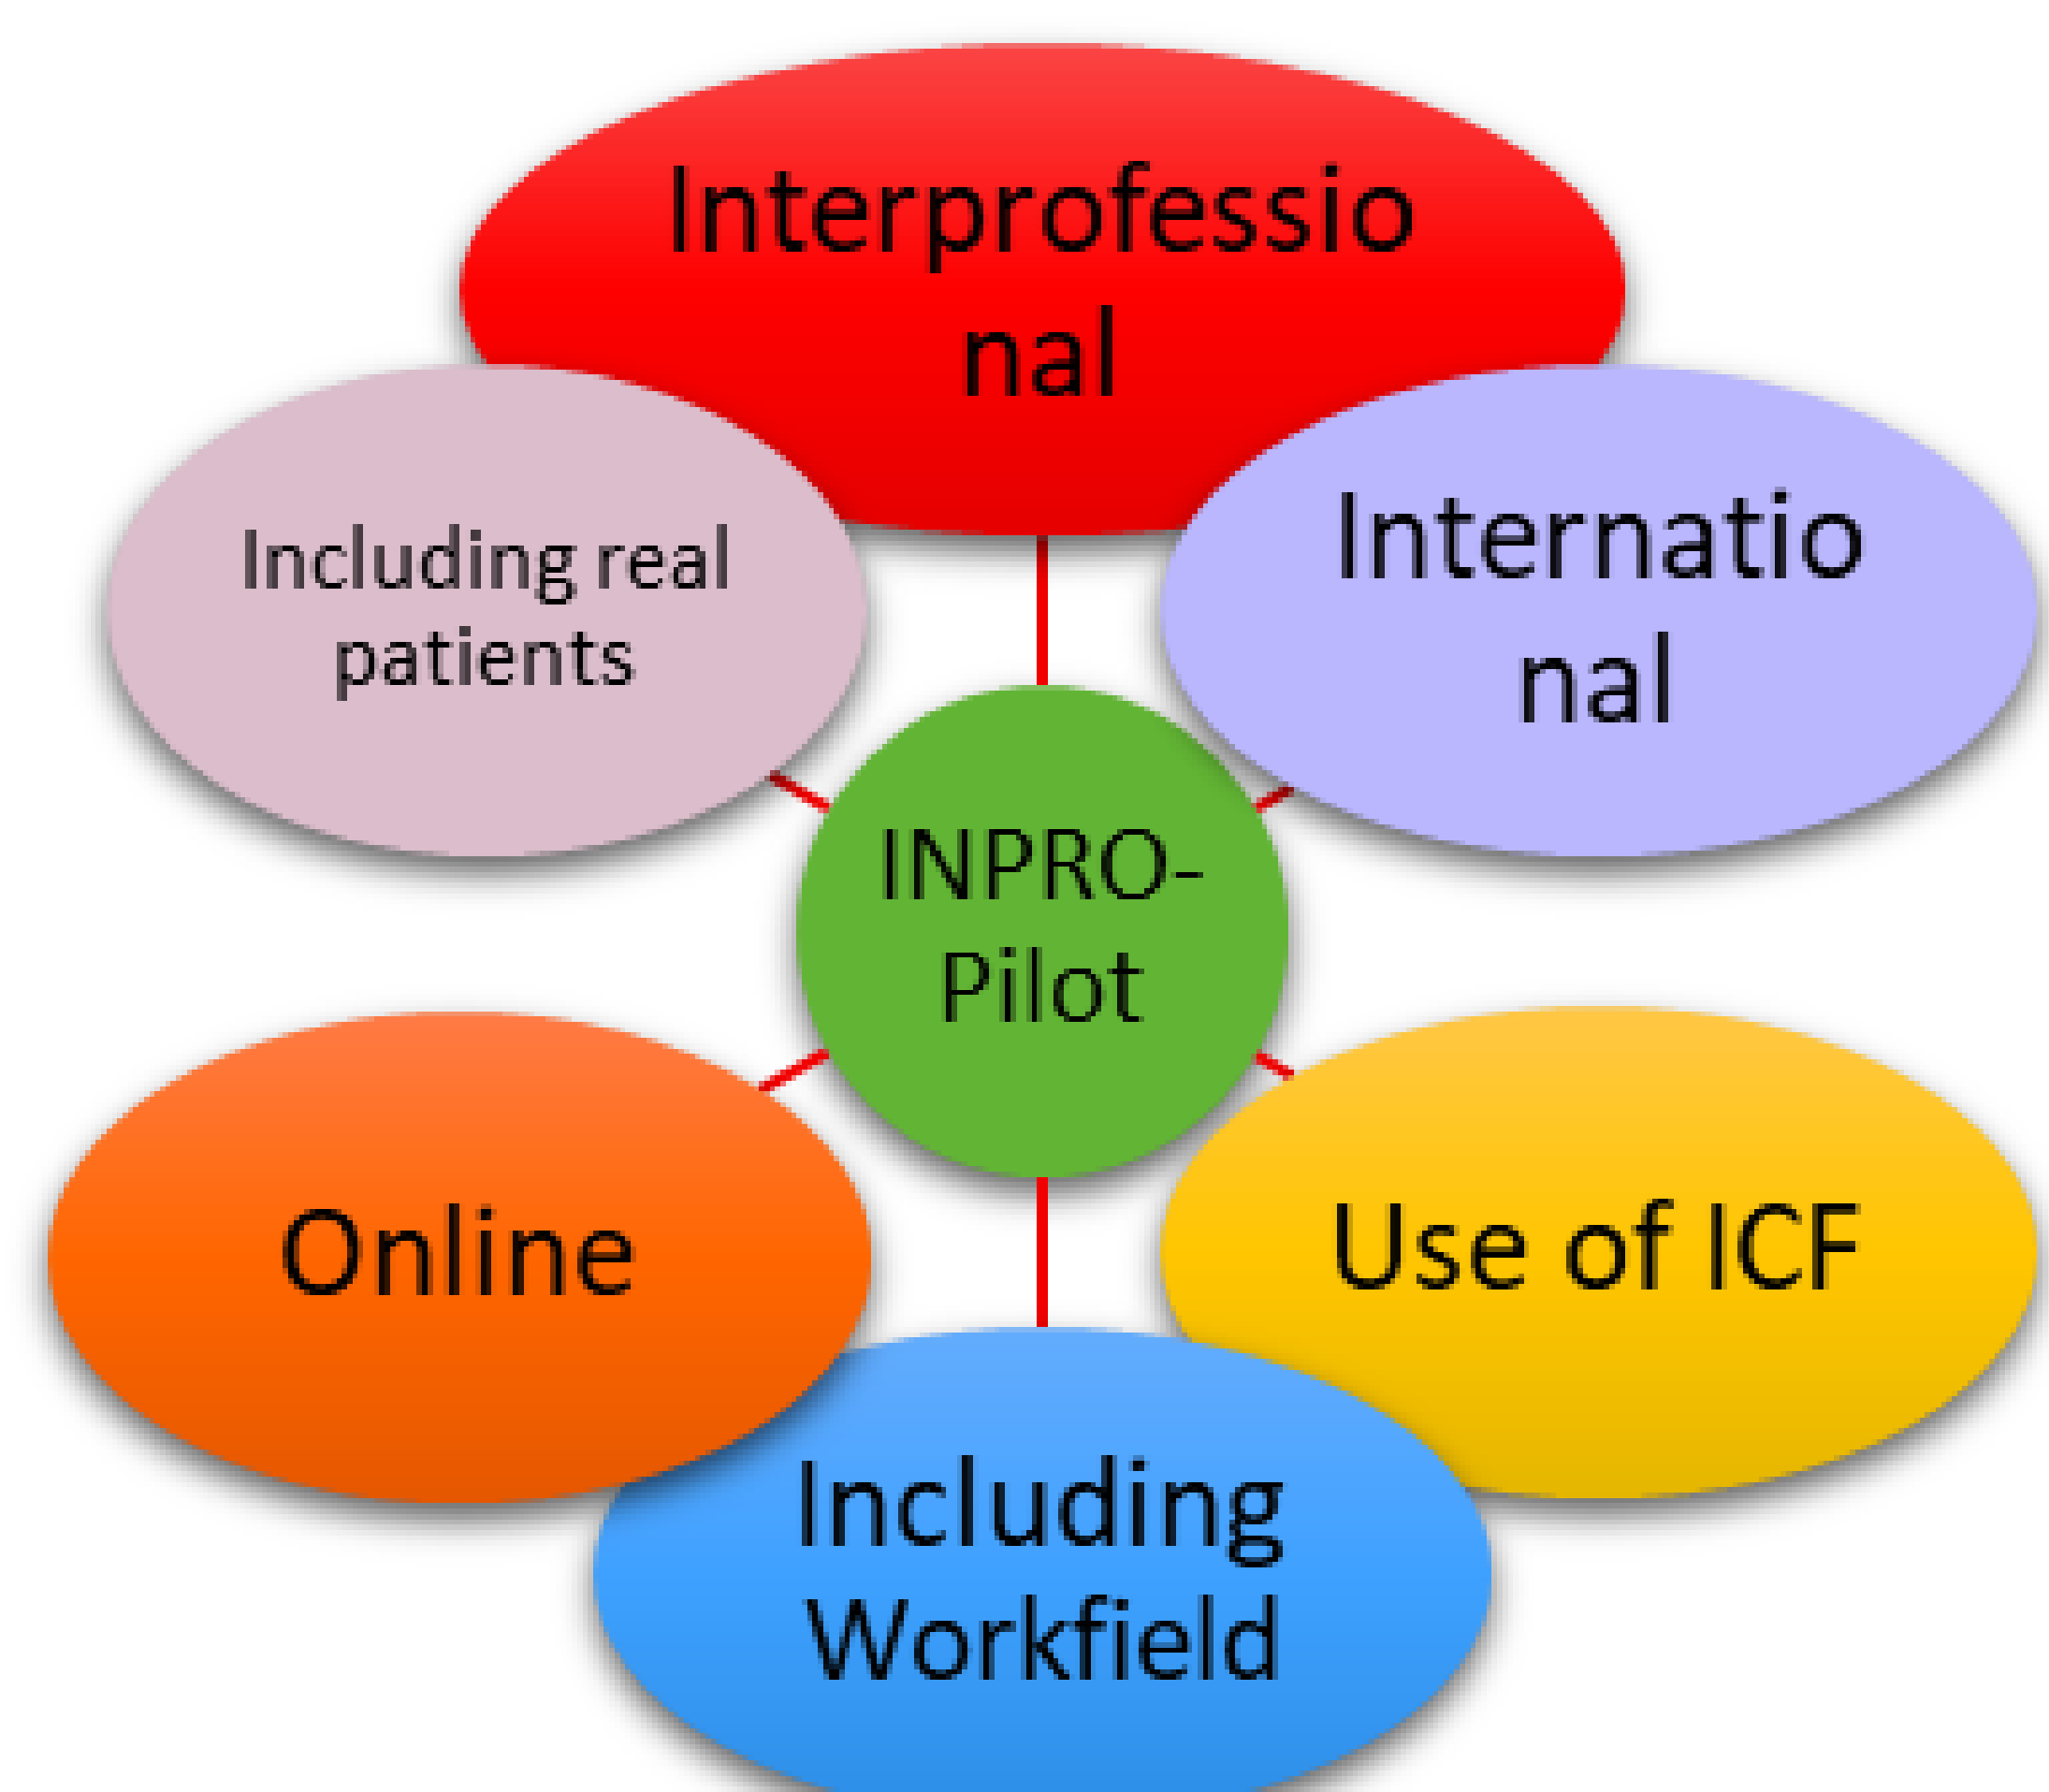 Interprofessio
nal
Internatio
nal
Including real
patients
INPRO-
Pilot
Use of ICF
Online
Including
Workfield